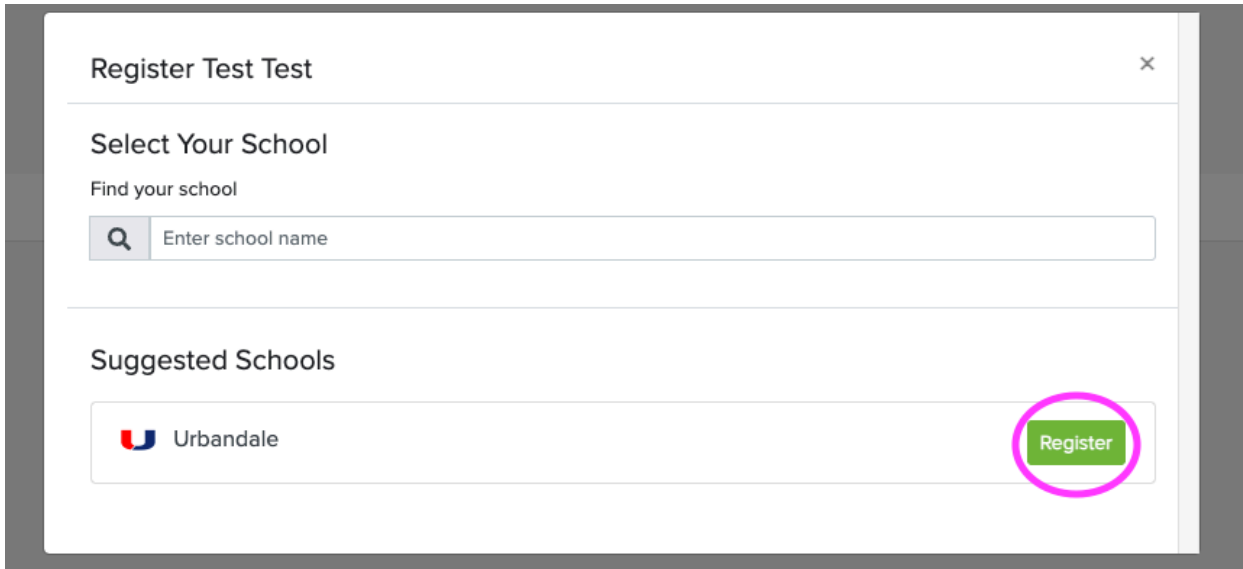 Register Test Test
×
Select Your School
Find your school
Enter school name
Suggested Schools
Urbandale
Register